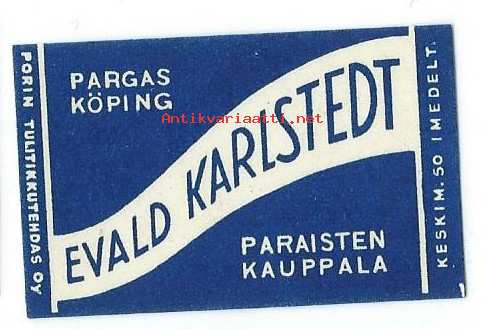 PORIN TULITIKKUTEHDAS OY
PARGAS
KÖPING
Antikvariaatti.net
EVALD KARLSTEDT
PARAISTEN
KAUPPALA
KESKIM. 50 I MEDELT.